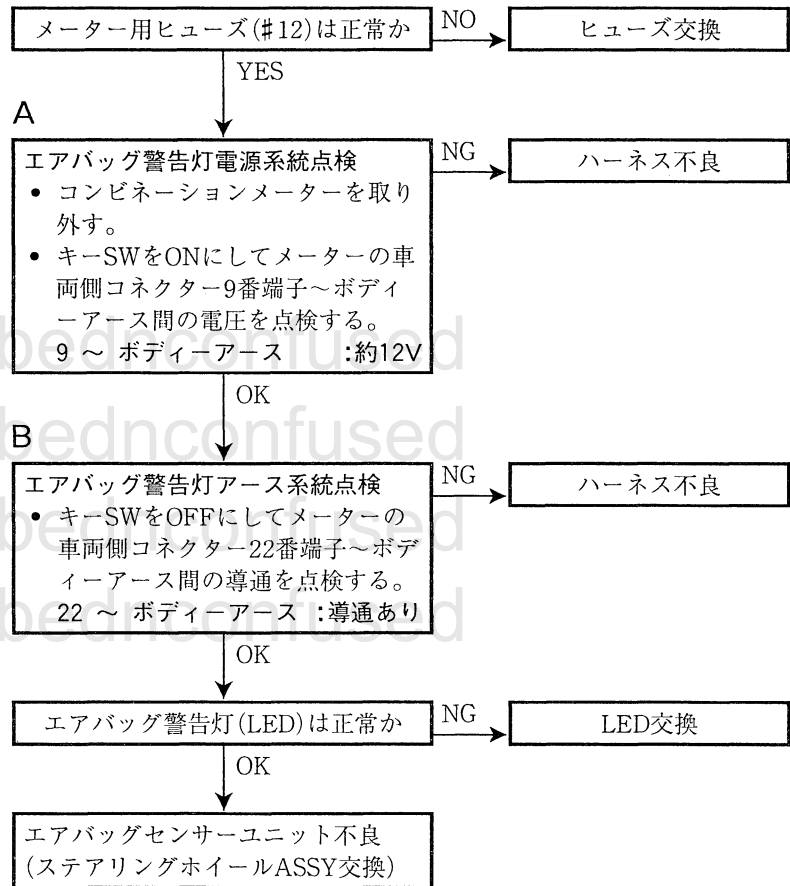 メーター用ヒューズ(♯12)は正常か
NO
ヒューズ交換
YES
A
エアバッグ警告灯電源系統点検
NG
ハーネス不良
• コンビネーションメーターを取り
外す。
• キーSWをONにしてメーターの車
両側コネクター9番端子～ボディ
ーアース間の電圧を点検する。
9 ～ ボディーアース :約12V
bednconfused
OK
bednconfused
B
エアバッグ警告灯アース系統点検
NG
ハーネス不良
• キーSWをOFFにしてメーターの
車両側コネクター22番端子～ボデ
ィーアース間の導通を点検する。
22 ～ ボディーアース :導通あり
bednconfused
bednconfused
OK
エアバッグ警告灯(LED)は正常か
NG
LED交換
OK
エアバッグセンサーユニット不良
(ステアリングホイールASSY交換)